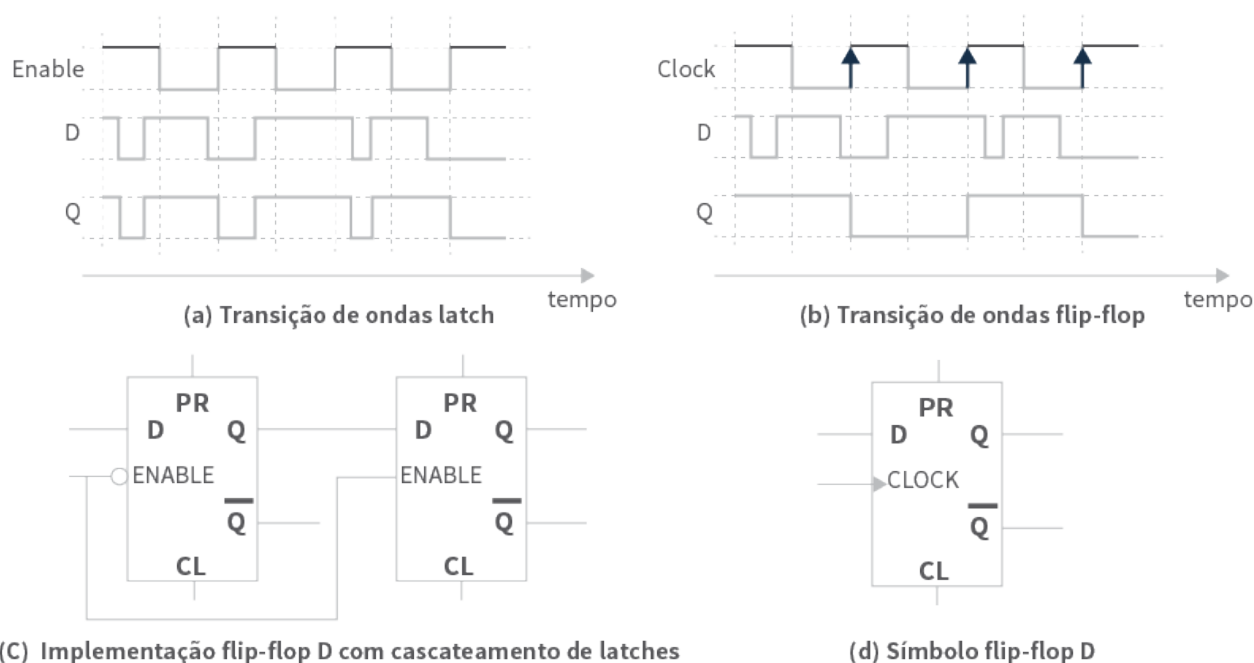 Enable
D
Q
tempo
(a) Transição de ondas latch
Clock
D
Q
tempo
(b) Transição de ondas flip-flop
PR
D Q
ENABLE
Q
CL
PR
D Q
ENABLE
Q
CL
(C) Implementação flip-flop D com cascateamento de latches
PR
D Q
CLOCK
Q
CL
(d) Símbolo flip-flop D